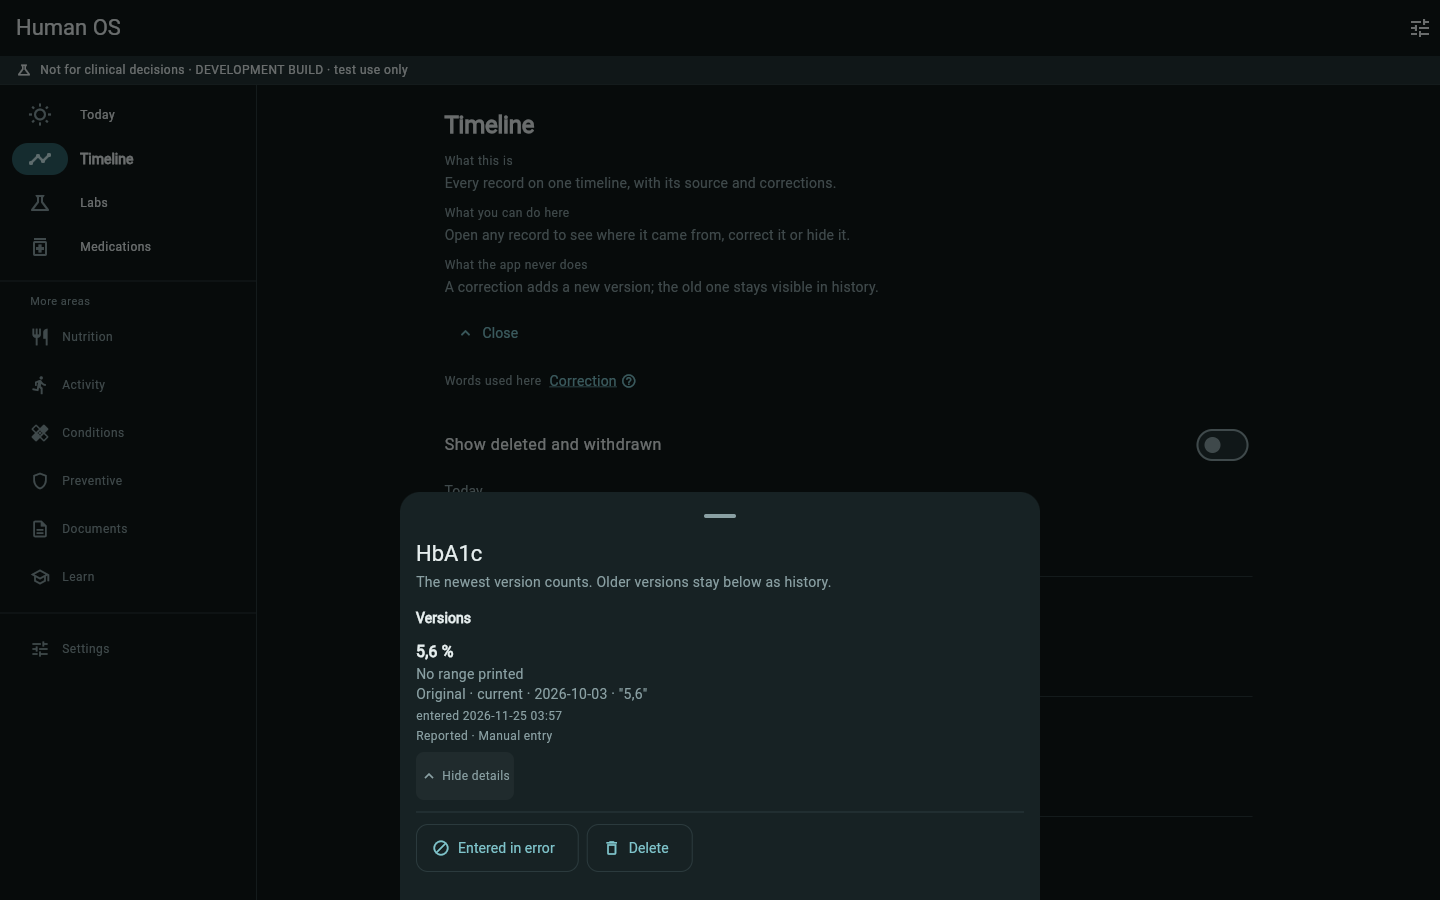 Human OS
Not for clinical decisions · DEVELOPMENT BUILD · test use only
Today
Timeline
Labs
Medications
More areas
Nutrition
Activity
Conditions
Preventive
Documents
Learn
Settings
Timeline
What this is
Every record on one timeline, with its source and corrections.
What you can do here
Open any record to see where it came from, correct it or hide it.
What the app never does
A correction adds a new version; the old one stays visible in history.
Close
Words used here Correction
Show deleted and withdrawn
Today
HbA1c
The newest version counts. Older versions stay below as history.
Versions
5,6 %
No range printed
Original · current · 2026-10-03 · "5,6"
entered 2026-11-25 03:57
Reported · Manual entry
Hide details
Entered in error
Delete